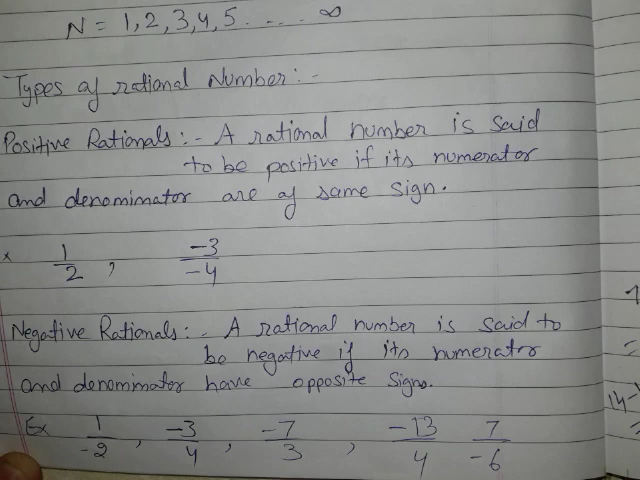 N = 1,2,3,4,5..... ∞
Types of rational Number:-
Positive Rationals:- A rational number is said
to be positive if its numerator
and denominator are of same sign.
x 1/2, -3/-4
Negative Rationals:- A rational number is said to
be negative if its numerator
and denominator have opposite signs.
Ex 1/-2, -3/4, -7/3, -13/4 7/-6
14-